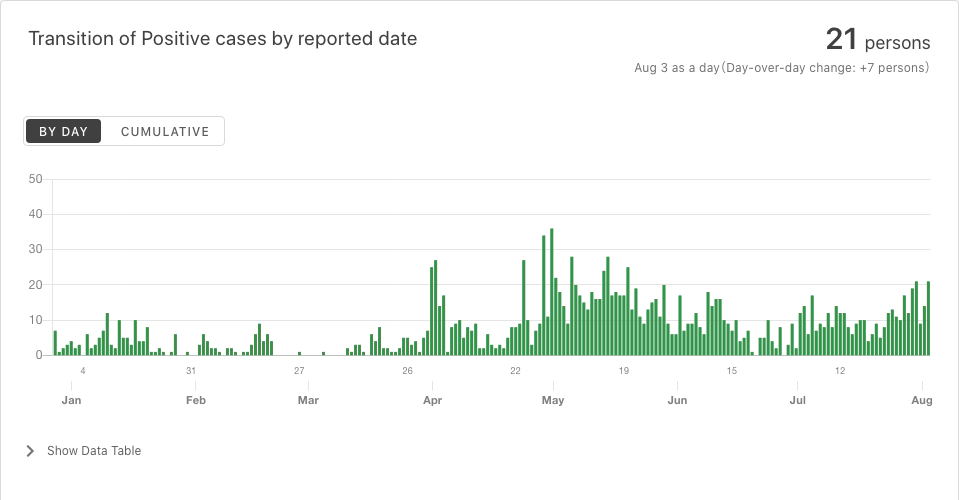 Transition of Positive cases by reported date
21 persons
Aug 3 as a day(Day-over-day change: +7 persons)
BY DAY CUMULATIVE
50
40
30
20
10
0
4 31 27 26 22 19 15 12
Jan Feb Mar Apr May Jun Jul Aug
Show Data Table